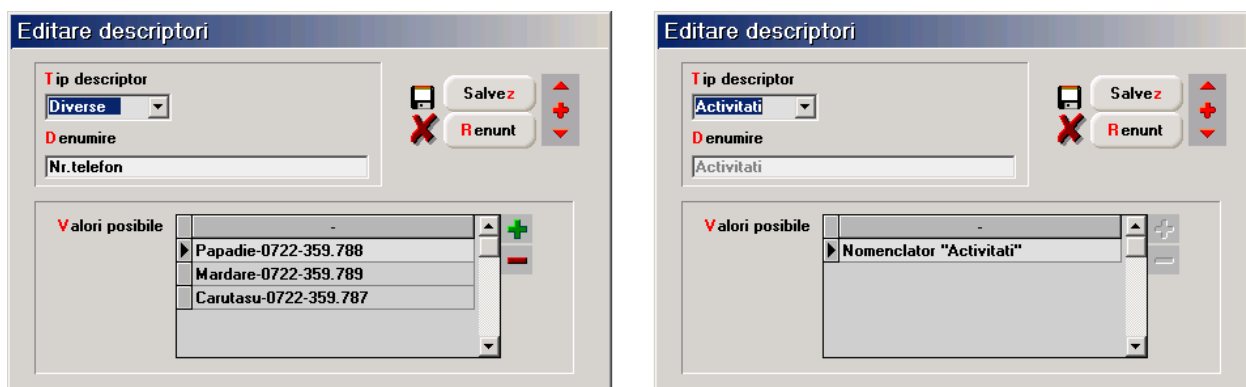 Editare descriptori
Tip descriptor
Diverse
Denumire
Nr.telefon
Salvez
Renunt
Valori posibile
-
Papadie-0722-359.788
Mardare-0722-359.789
Carutasu-0722-359.787
Editare descriptori
Tip descriptor
Activitati
Denumire
Activitati
Salvez
Renunt
Valori posibile
-
Nomenclator "Activitati"